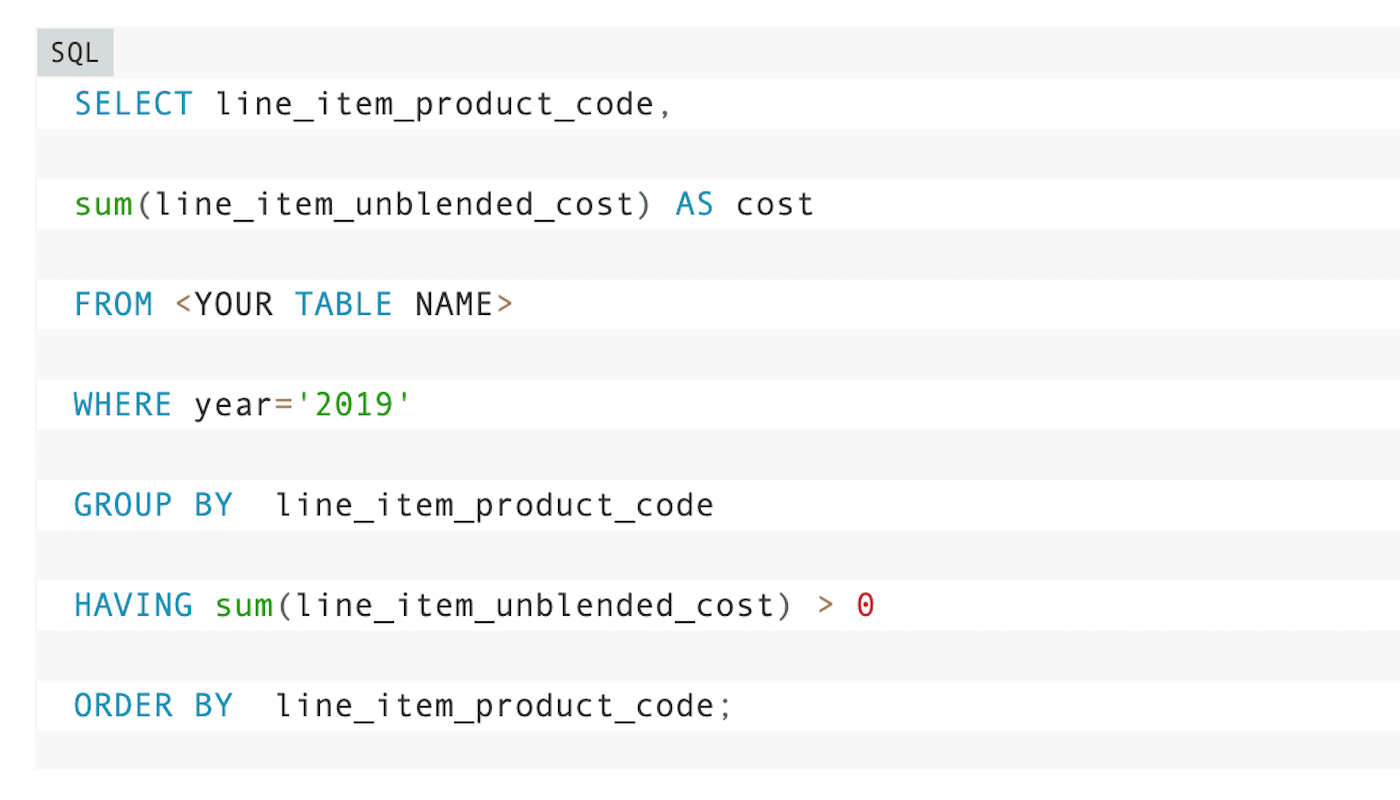 SQL
SELECT line_item_product_code,
sum(line_item_unblended_cost) AS cost
FROM <YOUR TABLE NAME>
WHERE year='2019'
GROUP BY  line_item_product_code
HAVING sum(line_item_unblended_cost) > 0
ORDER BY  line_item_product_code;